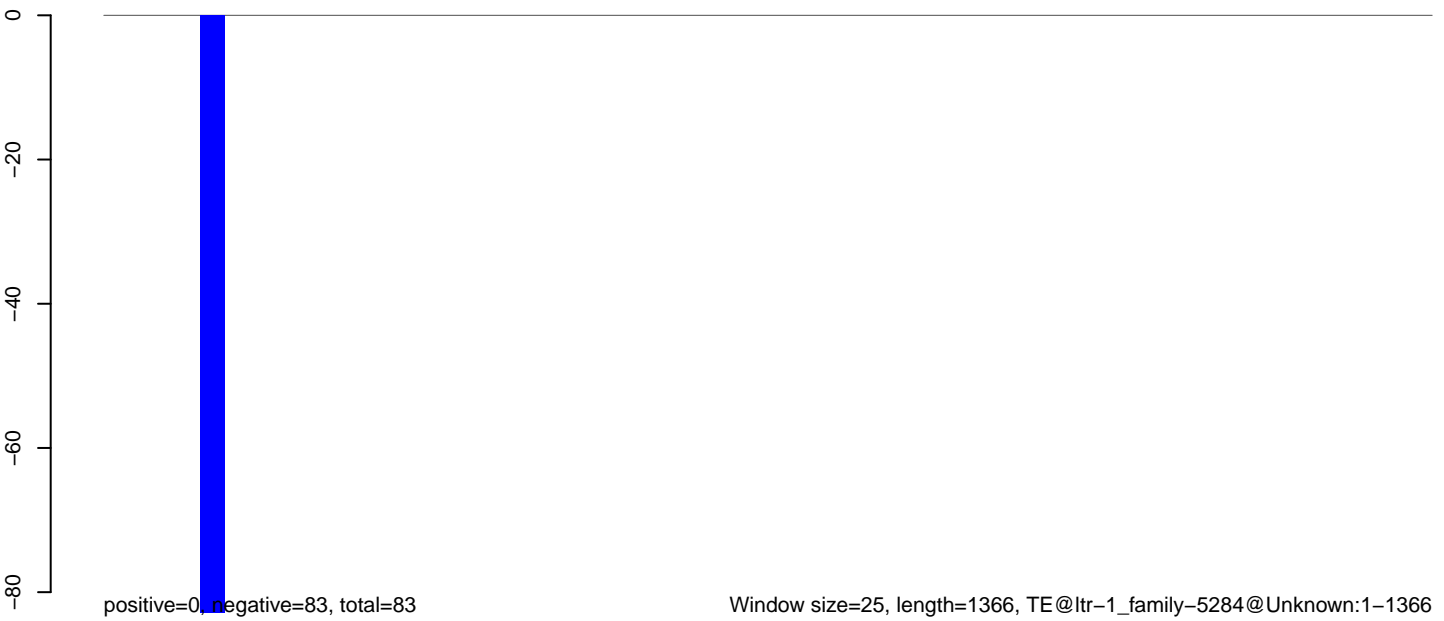 0
−20
−40
−60
−80
positive=0, negative=83, total=83
Window size=25, length=1366, TE@ltr−1_family−5284@Unknown:1−1366